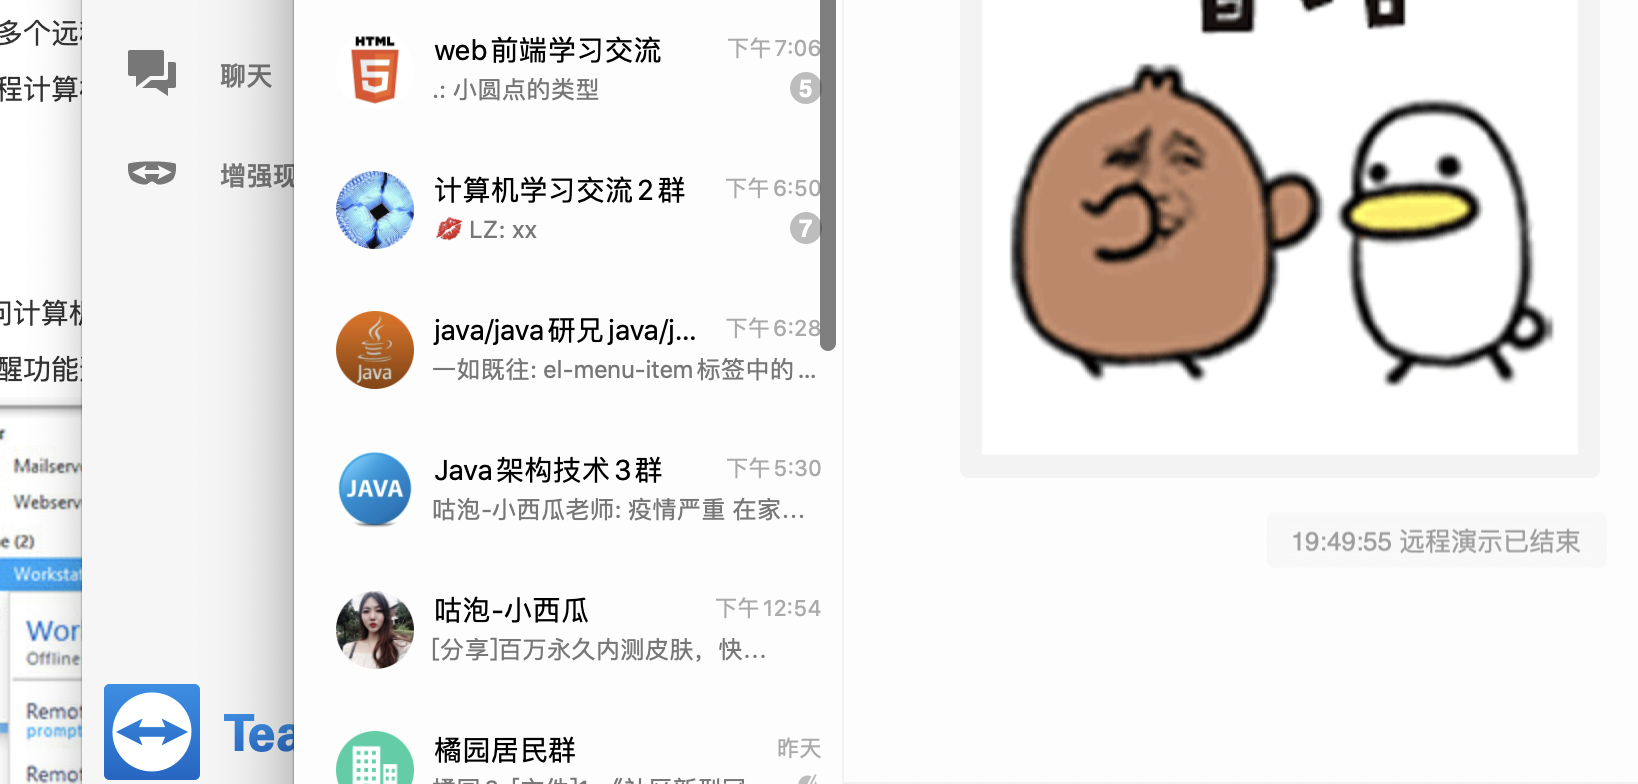 多个远
程计算
问计算机
醒功能
Mailserv
Webserv
e (2)
Workstat
Wor
Offline
Remot
prompt
Remot
聊天
增强现
Tea
HTML
5
web前端学习交流
下午7:06
.: 小圆点的类型
5
计算机学习交流2群
下午6:50
💋 LZ: xx
7
java/java研兄java/j...
下午6:28
一如既往: el-menu-item标签中的...
Java
Java架构技术3群
下午5:30
咕泡-小西瓜老师: 疫情严重 在家...
JAVA
咕泡-小西瓜
下午12:54
[分享]百万永久内测皮肤，快...
橘园居民群
昨天
19:49:55 远程演示已结束